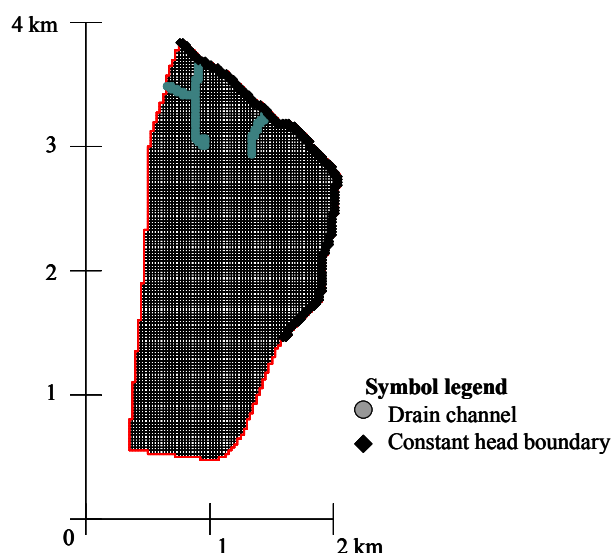 4 km
3
2
1
Symbol legend
Drain channel
Constant head boundary
0
1
2 km